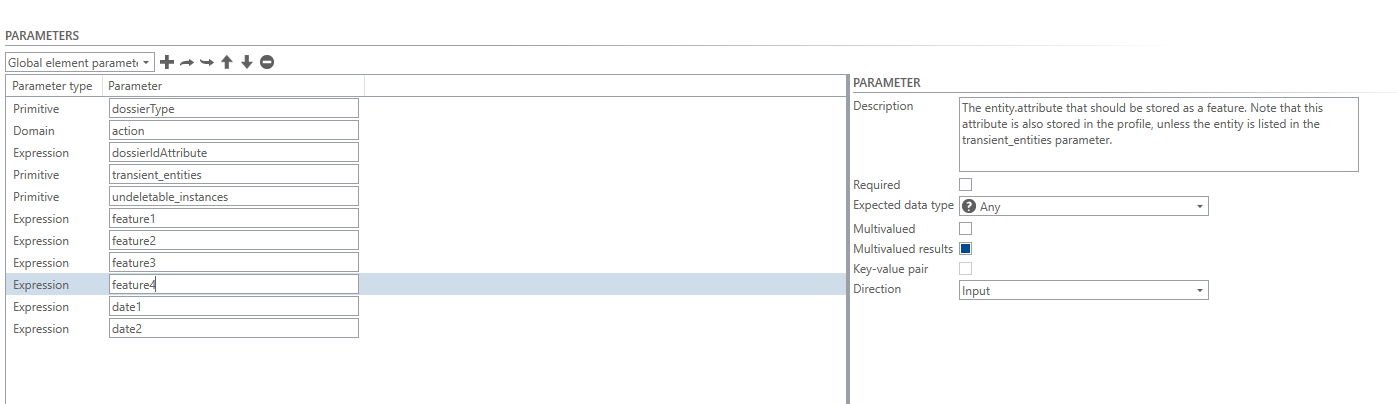 PARAMETERS
Global element paramete
Parameter type Parameter
Primitive dossierType
Domain action
Expression dossierIdAttribute
Primitive transient_entities
Primitive undeletable_instances
Expression feature1
Expression feature2
Expression feature3
Expression feature4
Expression date1
Expression date2
PARAMETER
Description The entity.attribute that should be stored as a feature. Note that this
attribute is also stored in the profile, unless the entity is listed in the
transient_entities parameter.
Required
Expected data type ? Any
Multivalued
Multivalued results
Key-value pair
Direction Input